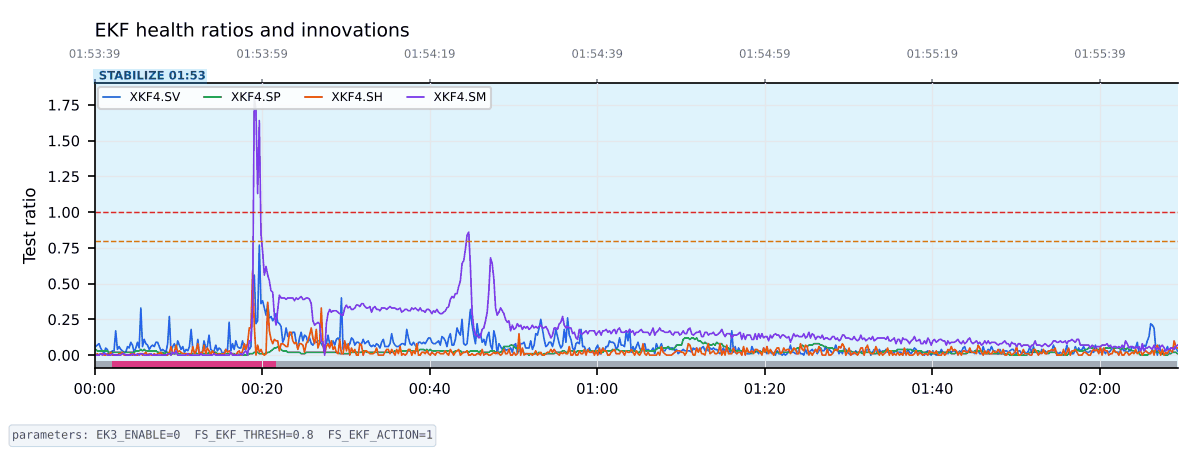 EKF health ratios and innovations
01:53:39 01:53:59 01:54:19 01:54:39 01:54:59 01:55:19 01:55:39
STABILIZE 01:53
XKF4.SV XKF4.SP XKF4.SH XKF4.SM
1.75
1.50
1.25
1.00
0.75
0.50
0.25
0.00
Test ratio
00:00 00:20 00:40 01:00 01:20 01:40 02:00
parameters: EK3_ENABLE=0 FS_EKF_THRESH=0.8 FS_EKF_ACTION=1